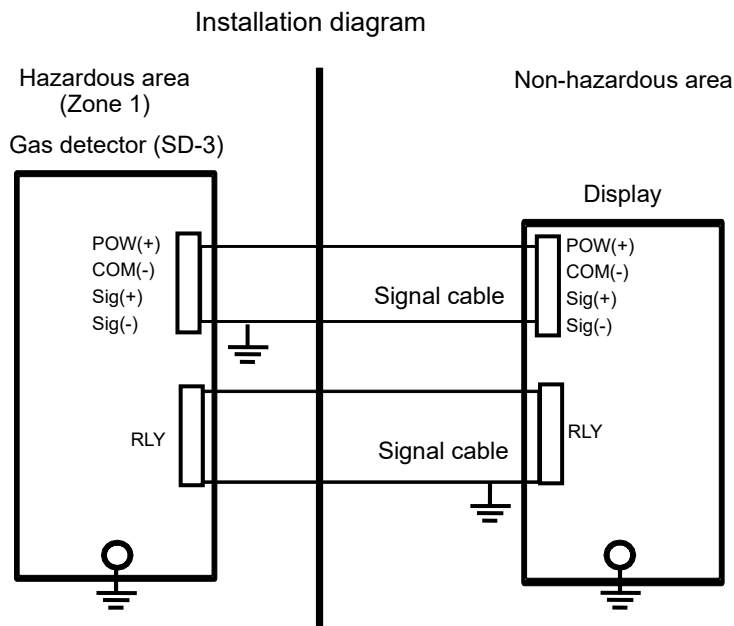 Installation diagram
Hazardous area
(Zone 1)
Gas detector (SD-3)
Non-hazardous area
Display
POW(+)
COM(-)
Sig(+)
Sig(-)
Signal cable
POW(+)
COM(-)
Sig(+)
Sig(-)
RLY
Signal cable
RLY